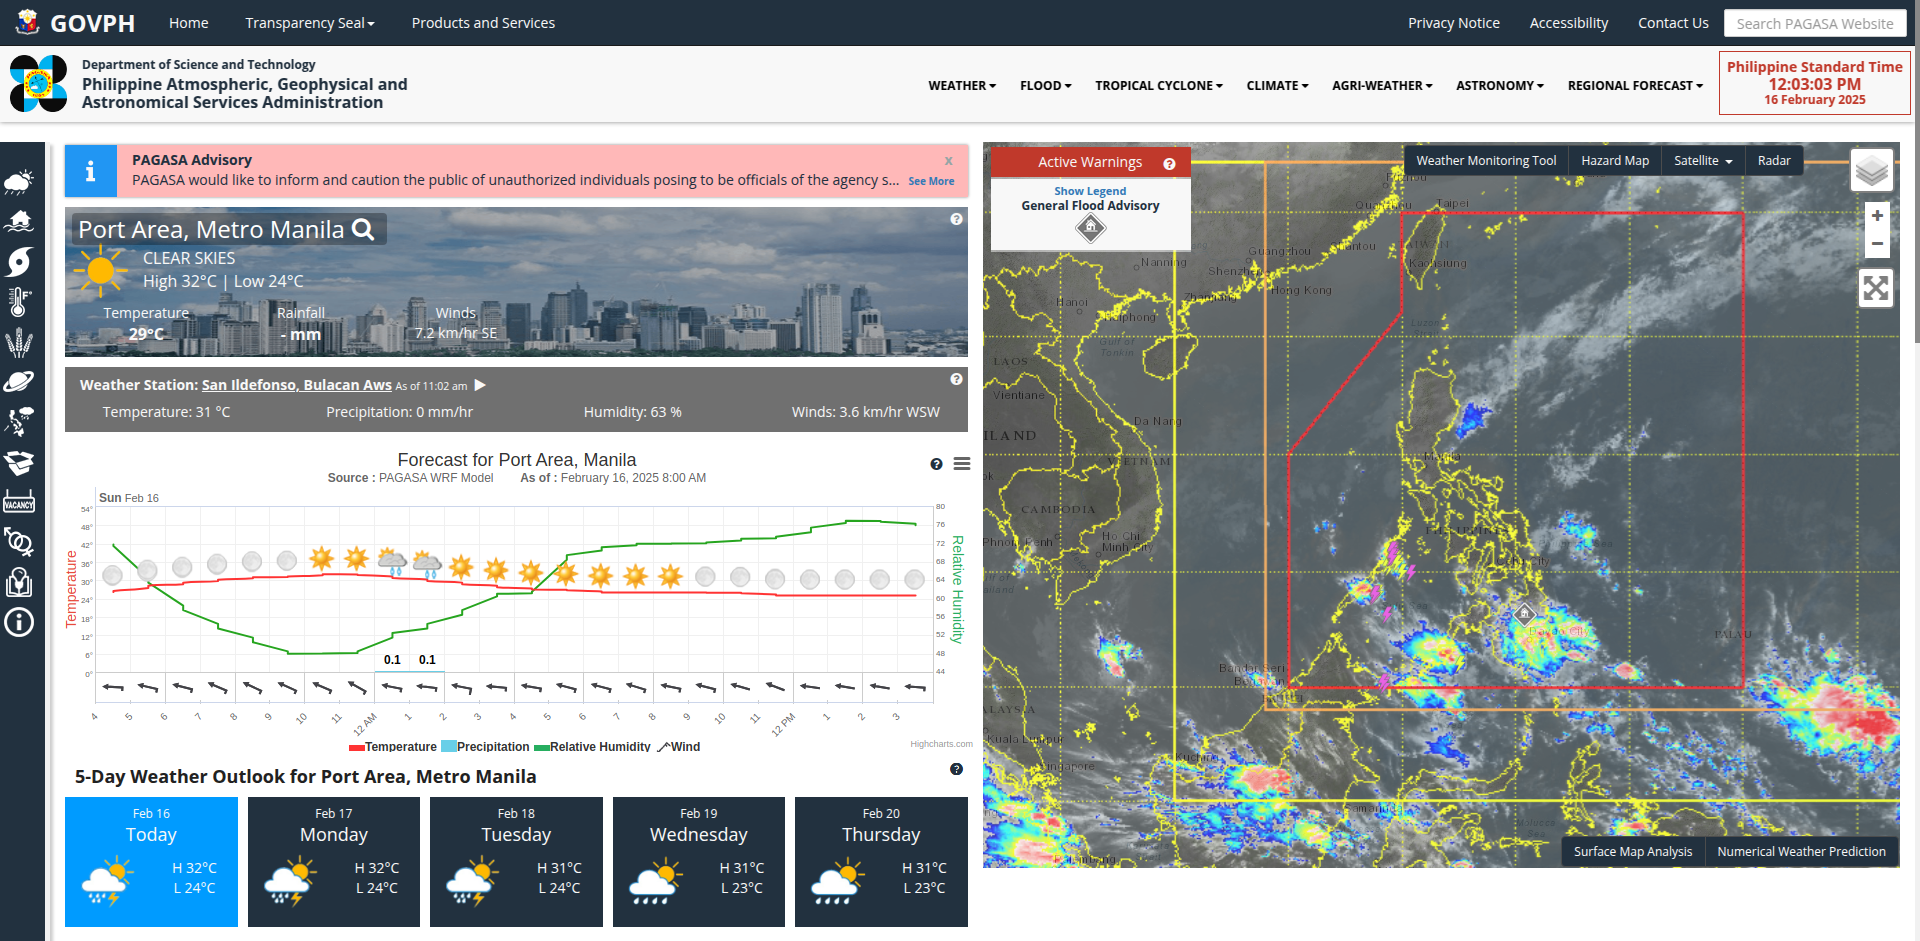 GOVPH
Home
Transparency Seal
Products and Services
Privacy Notice
Accessibility
Contact Us
Search PAGASA Website
Department of Science and Technology
Philippine Atmospheric, Geophysical and
Astronomical Services Administration
WEATHER
FLOOD
TROPICAL CYCLONE
CLIMATE
AGRI-WEATHER
ASTRONOMY
REGIONAL FORECAST
Philippine Standard Time
12:03:03 PM
16 February 2025
VACANCY
PAGASA Advisory
x
PAGASA would like to inform and caution the public of unauthorized individuals posing to be officials of the agency s...
See More
Port Area, Metro Manila
CLEAR SKIES
High 32°C | Low 24°C
Temperature
29°C
Rainfall
- mm
Winds
7.2 km/hr SE
Weather Station: San Ildefonso, Bulacan Aws As of 11:02 am
Temperature: 31 °C
Precipitation: 0 mm/hr
Humidity: 63 %
Winds: 3.6 km/hr WSW
Forecast for Port Area, Manila
Source : PAGASA WRF Model As of : February 16, 2025 8:00 AM
Sun Feb 16
Temperature
54°
48°
42°
36°
30°
24°
18°
12°
6°
0°
80
76
72
68
64
60
56
52
48
44
Relative Humidity
0.1
0.1
4
5
6
7
8
9
10
11
12 AM
1
2
3
4
5
6
7
8
9
10
11
12 PM
1
2
3
Temperature
Precipitation
Relative Humidity
Wind
Highcharts.com
5-Day Weather Outlook for Port Area, Metro Manila
Feb 16
Today
H 32°C
L 24°C
Feb 17
Monday
H 32°C
L 24°C
Feb 18
Tuesday
H 31°C
L 24°C
Feb 19
Wednesday
H 31°C
L 23°C
Feb 20
Thursday
H 31°C
L 23°C
Active Warnings
Show Legend
General Flood Advisory
Weather Monitoring Tool
Hazard Map
Satellite
Radar
+
−
Taipei
Guangzhou
Nanning
Kaohsiung
Hong Kong
Hanoi
Gulf of
Tonkin
LAOS
Vientiane
Da Nang
VIETNAM
CAMBODIA
Ho Chi
Minh City
PALAU
Kuching
Surface Map Analysis
Numerical Weather Prediction